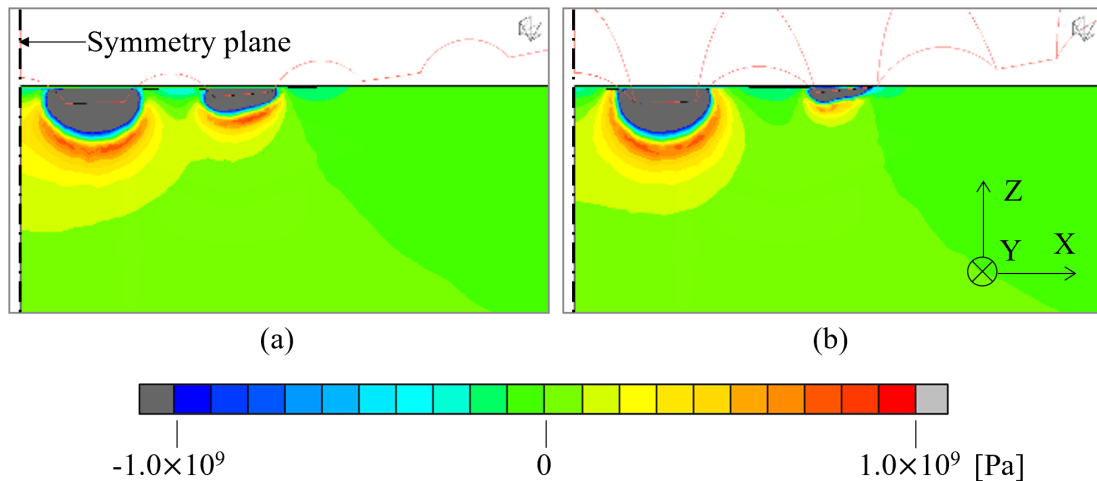 Symmetry plane
Z
Y
X
(a)
(b)
-1.0×10⁹
0
1.0×10⁹ [Pa]